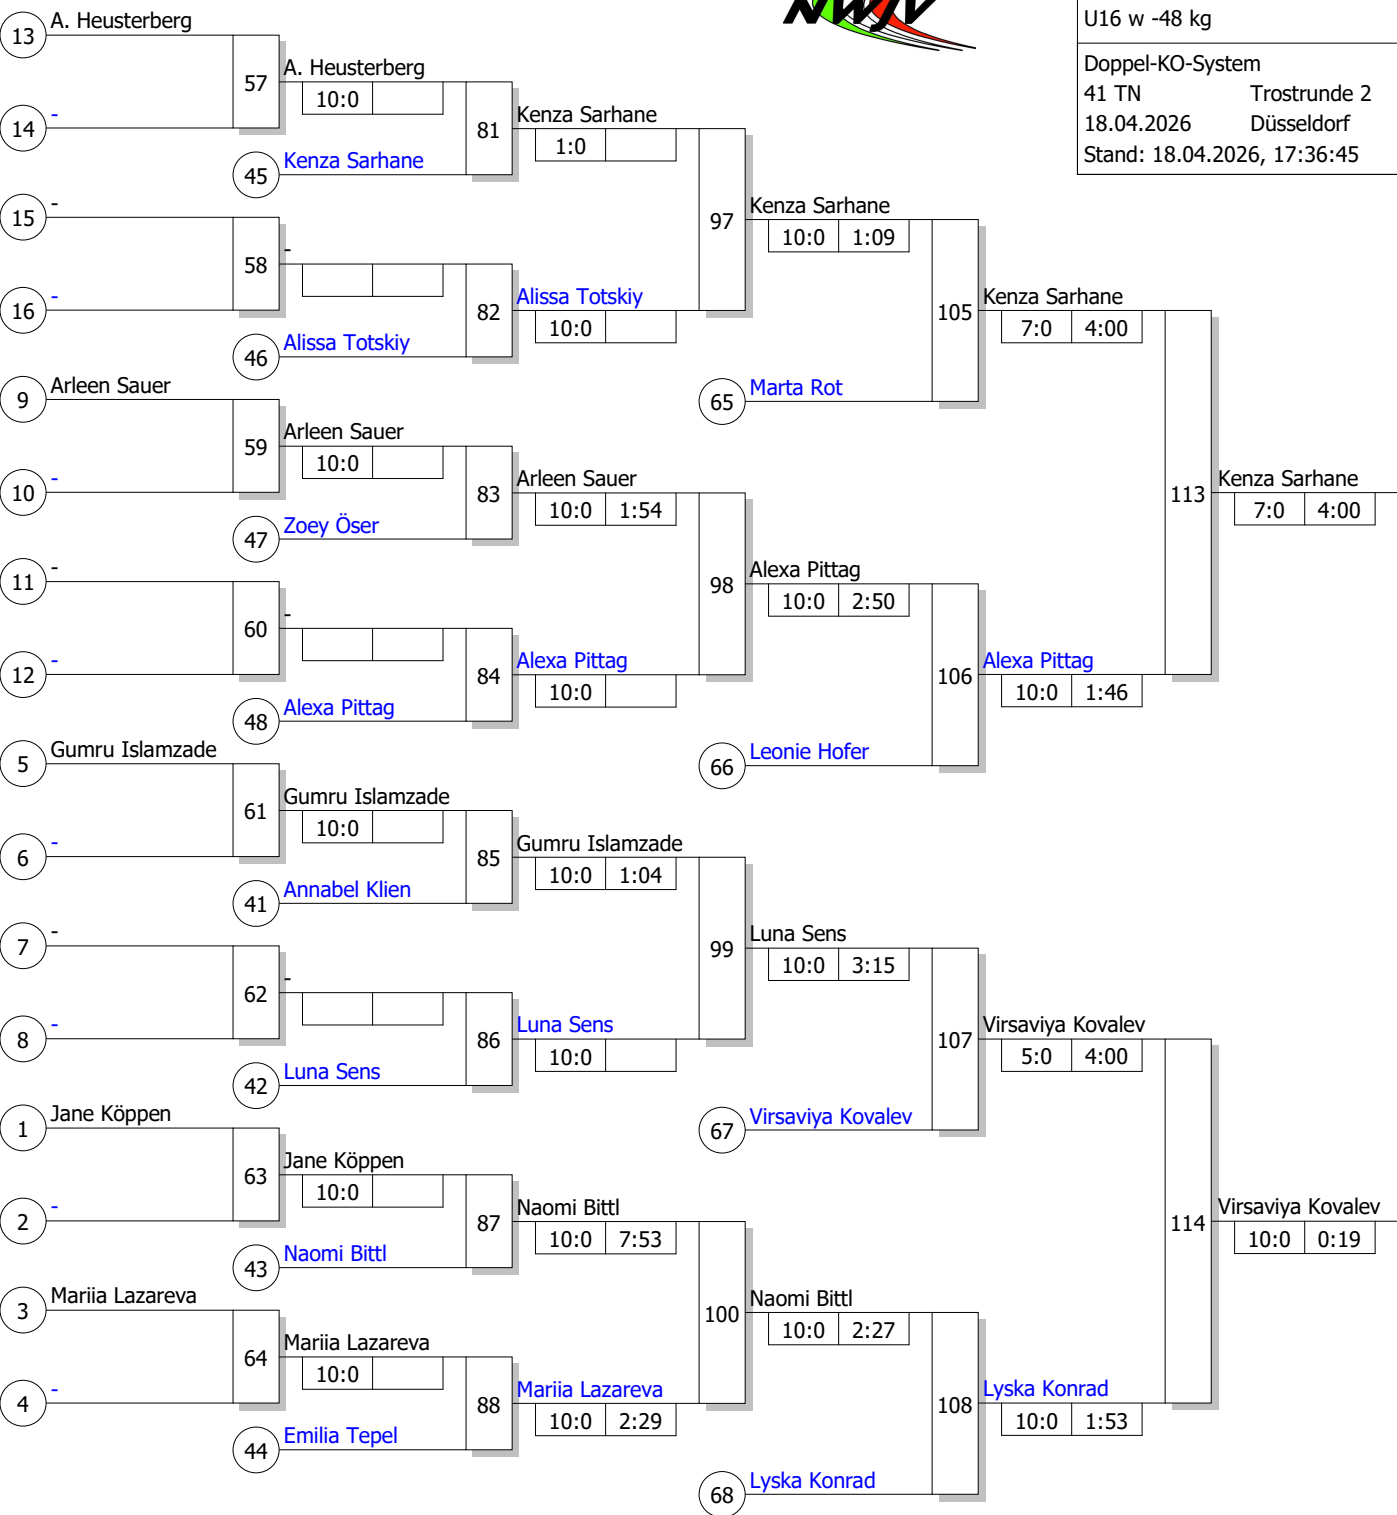 NWJV
U16 w -48 kg
Doppel-KO-System
41 TN Trostrunde 2
18.04.2026 Düsseldorf
Stand: 18.04.2026, 17:36:45
13 A. Heusterberg
14 -
57 A. Heusterberg
10:0
45 Kenza Sarhane
81 Kenza Sarhane
1:0
15 -
16 -
58 -
46 Alissa Totskiy
82 Alissa Totskiy
10:0
97 Kenza Sarhane
10:0 1:09
65 Marta Rot
105 Kenza Sarhane
7:0 4:00
9 Arleen Sauer
10 -
59 Arleen Sauer
10:0
47 Zoey Öser
83 Arleen Sauer
10:0 1:54
11 -
12 -
60 -
48 Alexa Pittag
84 Alexa Pittag
10:0
98 Alexa Pittag
10:0 2:50
66 Leonie Hofer
106 Alexa Pittag
10:0 1:46
113 Kenza Sarhane
7:0 4:00
5 Gumru Islamzade
6 -
61 Gumru Islamzade
10:0
41 Annabel Klien
85 Gumru Islamzade
10:0 1:04
7 -
8 -
62 -
42 Luna Sens
86 Luna Sens
10:0
99 Luna Sens
10:0 3:15
67 Virsaviya Kovalev
107 Virsaviya Kovalev
5:0 4:00
1 Jane Köppen
2 -
63 Jane Köppen
10:0
43 Naomi Bittl
87 Naomi Bittl
10:0 7:53
3 Mariia Lazareva
4 -
64 Mariia Lazareva
10:0
44 Emilia Tepel
88 Mariia Lazareva
10:0 2:29
100 Naomi Bittl
10:0 2:27
68 Lyska Konrad
108 Lyska Konrad
10:0 1:53
114 Virsaviya Kovalev
10:0 0:19